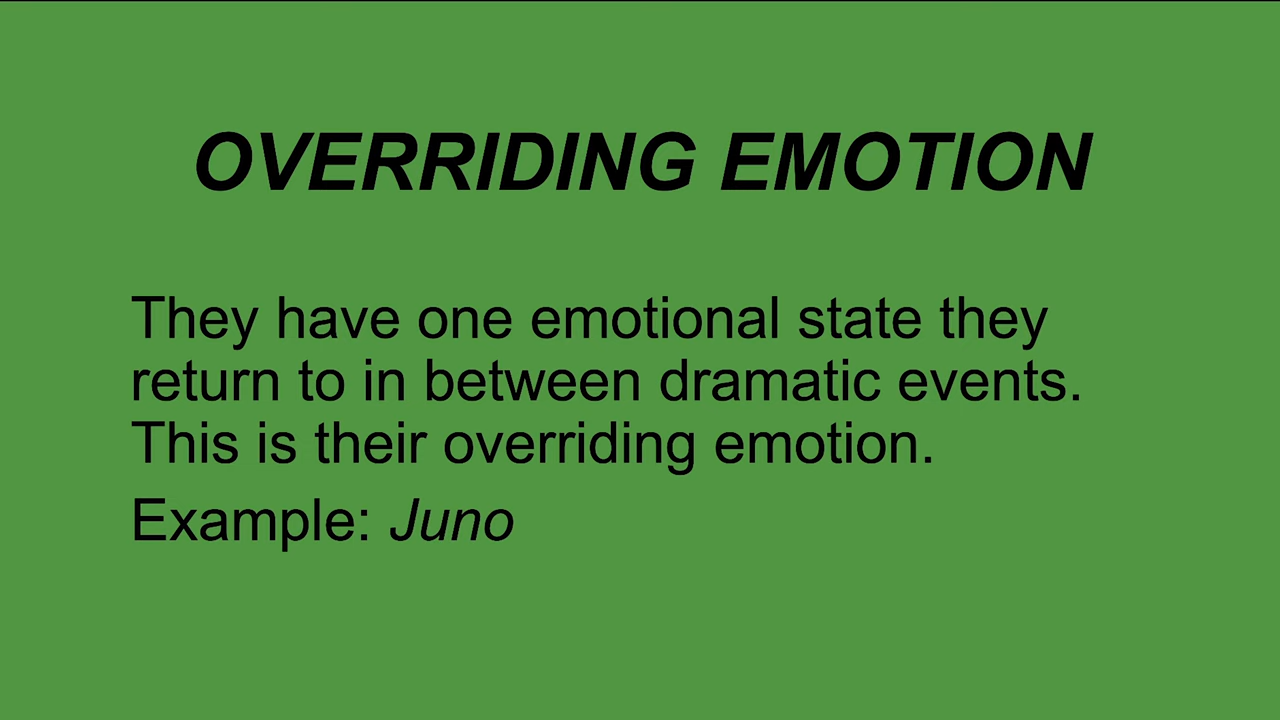 OVERRIDING EMOTION
They have one emotional state they
return to in between dramatic events.
This is their overriding emotion.
Example: Juno